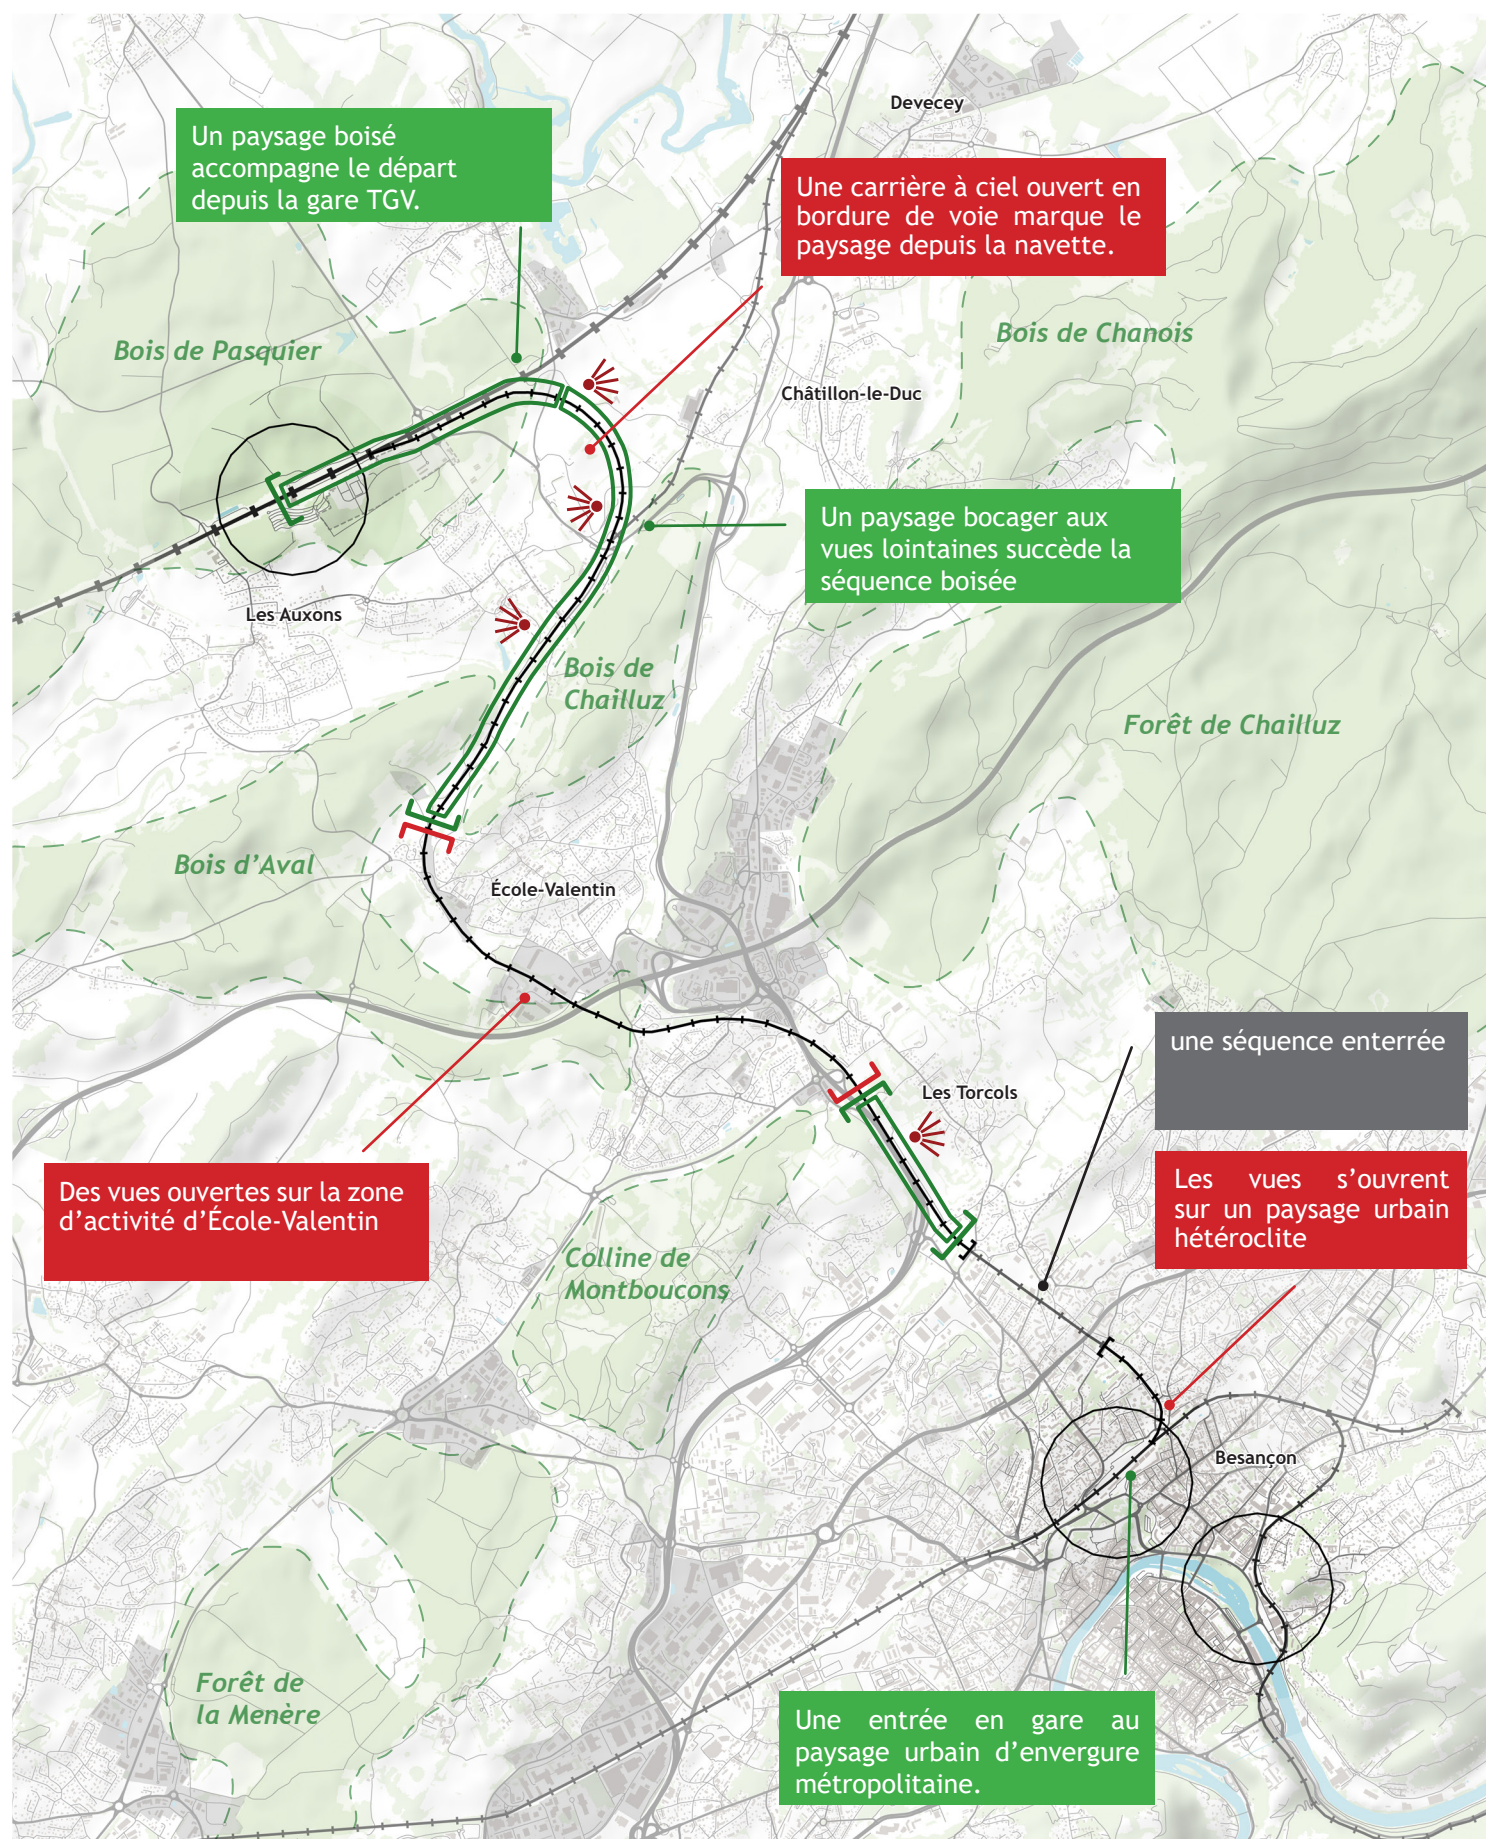 Devecey
Un paysage boisé
accompagne le départ
depuis la gare TGV.
Une carrière à ciel ouvert en
bordure de voie marque le
paysage depuis la navette.
Bois de Pasquier
Bois de Chanois
Châtillon-le-Duc
Un paysage bocager aux
vues lointaines succède la
séquence boisée
Les Auxons
Bois de
Chailluz
Forêt de Chailluz
Bois d’Aval
École-Valentin
une séquence enterrée
Les Torcols
Des vues ouvertes sur la zone
d’activité d’École-Valentin
Les vues s’ouvrent
sur un paysage urbain
hétéroclite
Colline de
Montboucons
Besançon
Forêt de
la Menère
Une entrée en gare au
paysage urbain d’envergure
métropolitaine.